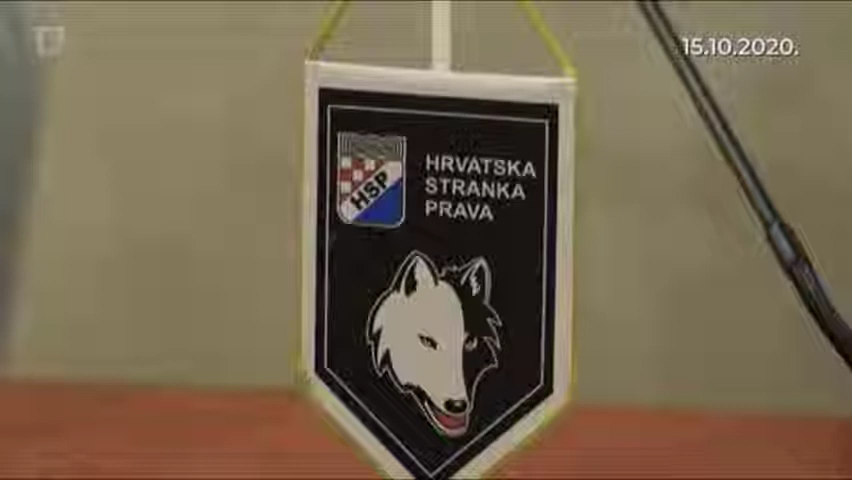 15.10.2020.
HRVATSKA
STRANKA
PRAVA
HSP